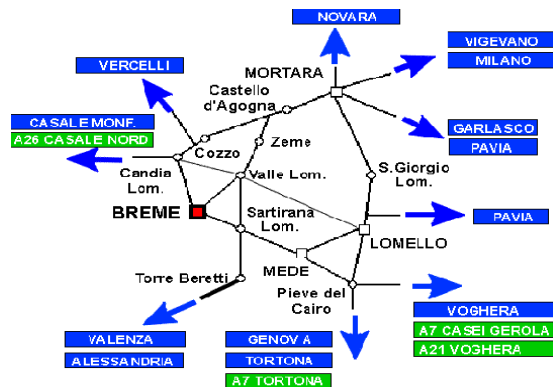 NOVARA
VIGEVANO
MILANO
VERCELLI
MORTARA
Castello
d'Agogna
CASALE MONF.
A26 CASALE NORD
GARLASCO
PAVIA
Cozzo
Zeme
Candia
Lom.
Valle Lom.
S.Giorgio
Lom.
BREME
Sartirana
Lom.
PAVIA
LOMELLO
MEDE
Torre Beretti
Pieve del
Cairo
VOGHERA
A7 CASEI GEROLA
A21 VOGHERA
VALENZA
ALESSANDRIA
GENOVA
TORTONA
A7 TORTONA